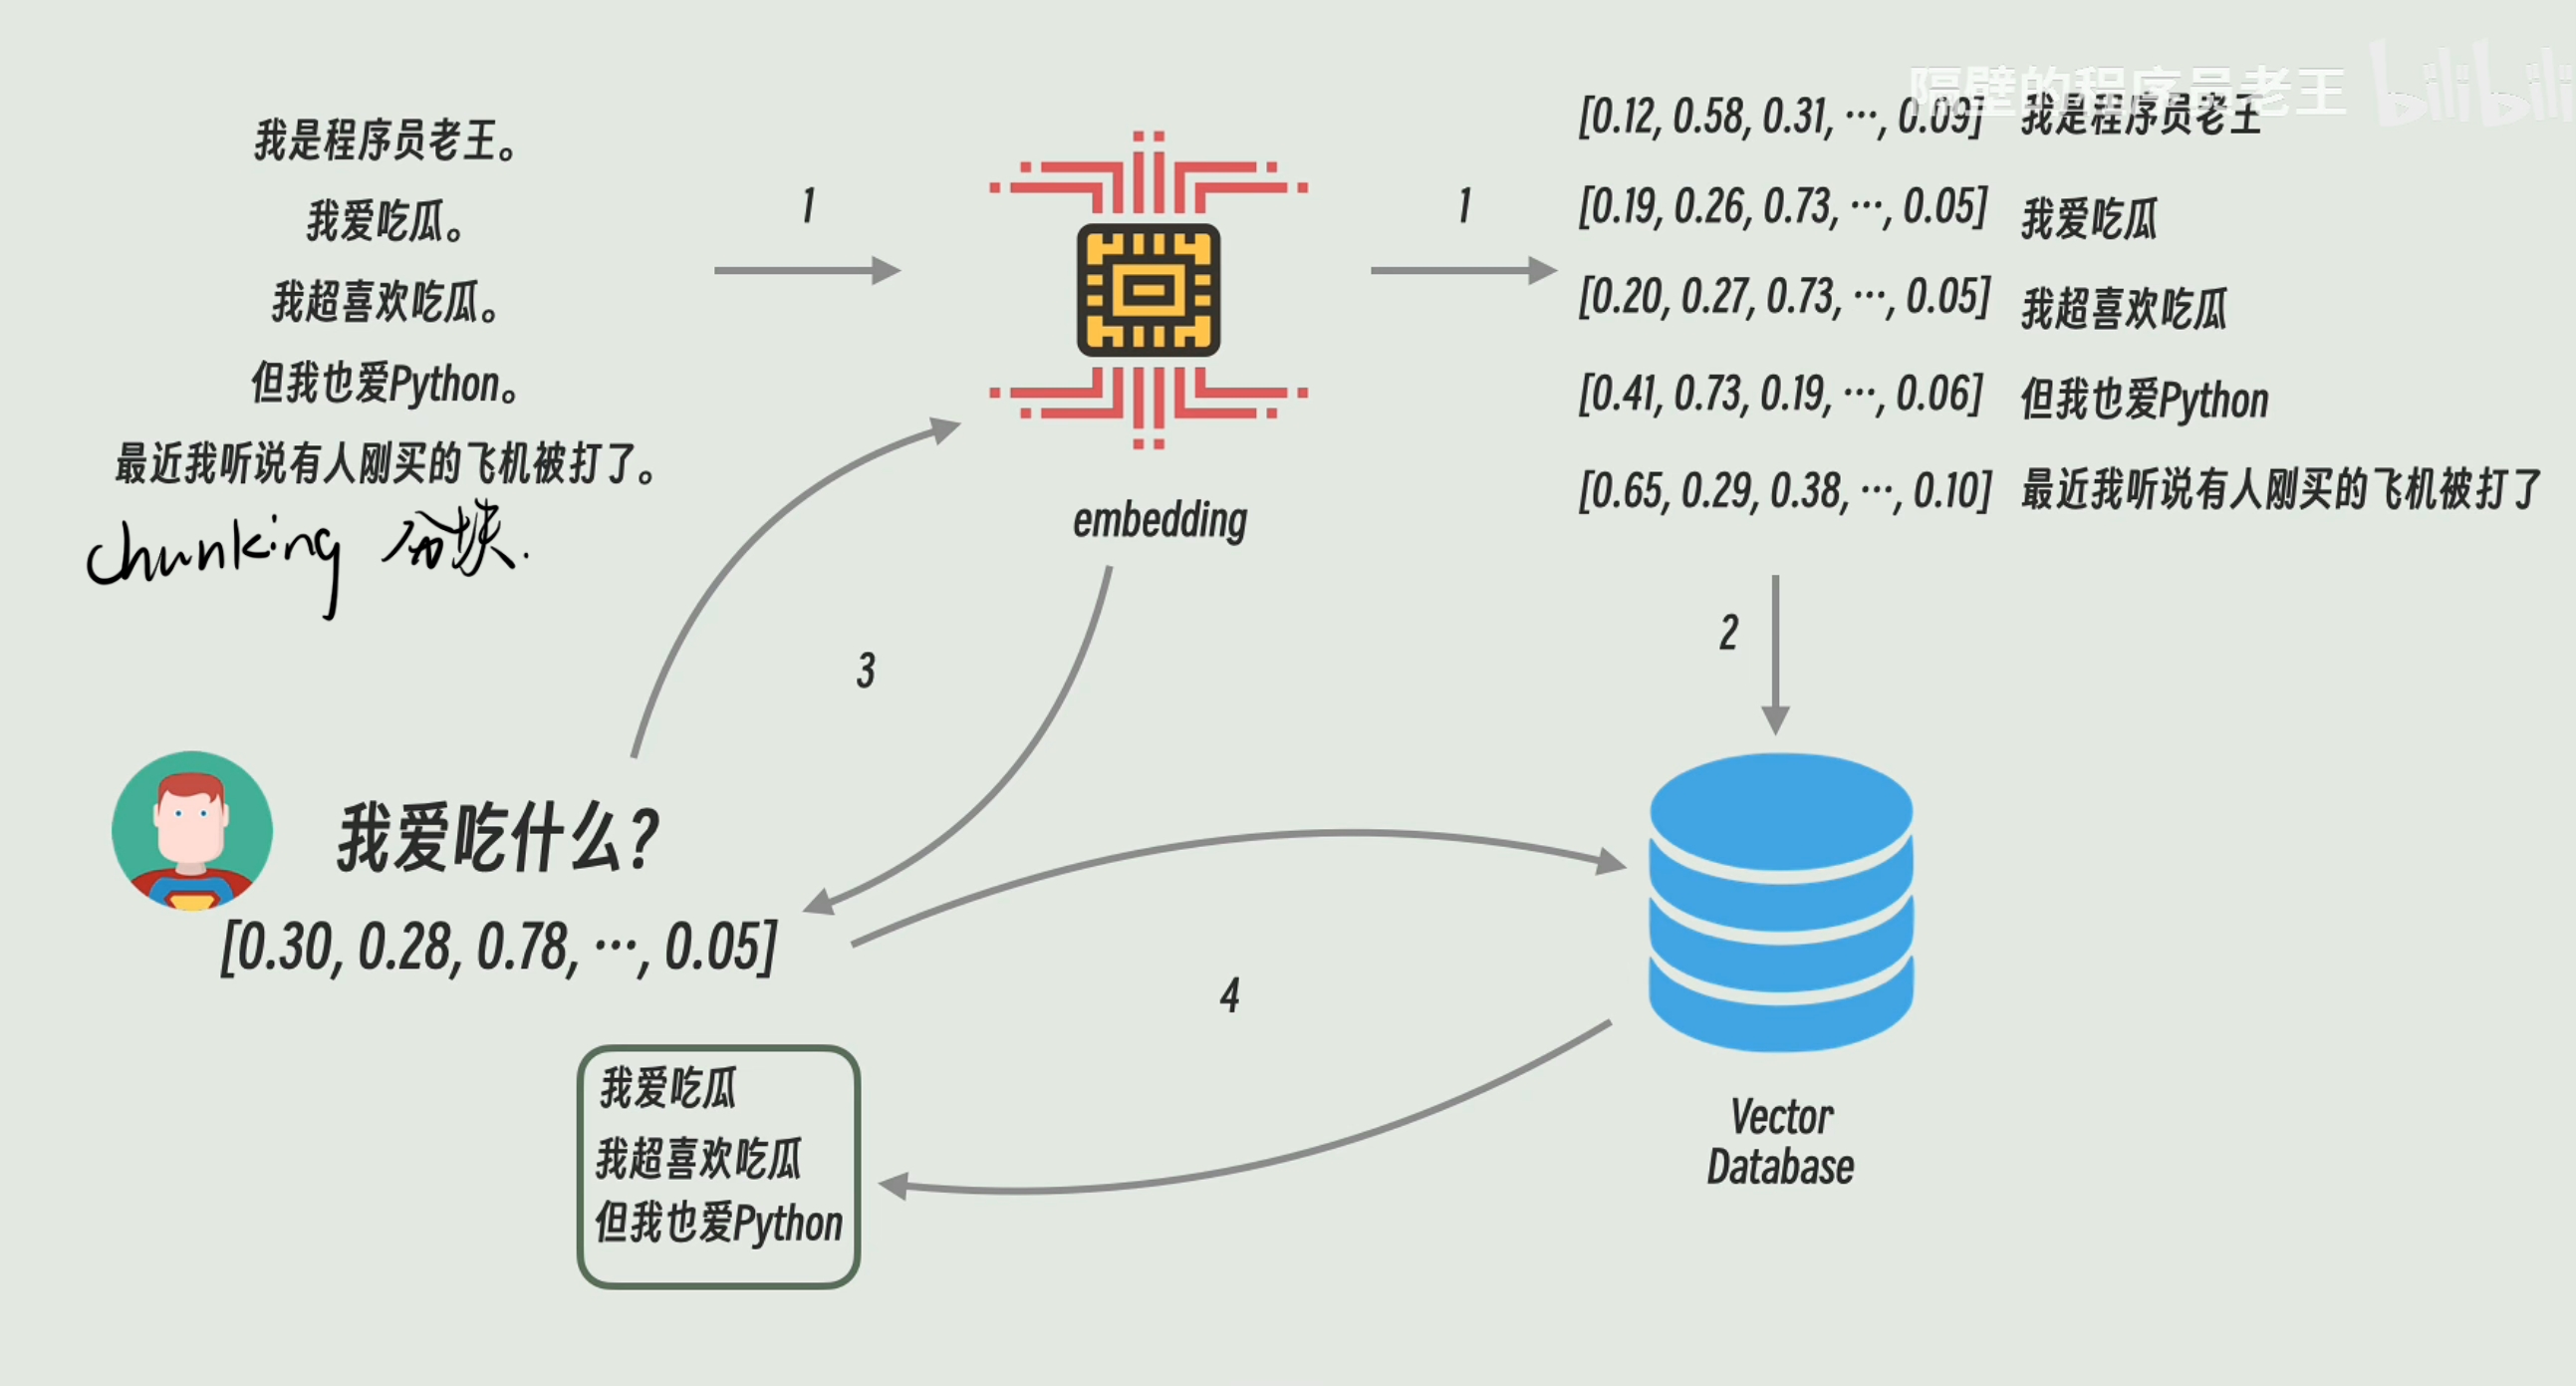 隔壁的程序员老王 bilibili
我是程序员老王。
我爱吃瓜。
我超喜欢吃瓜。
但我也爱Python。
最近我听说有人刚买的飞机被打了。
chunking 分块.
1
embedding
1
[0.12, 0.58, 0.31, ···, 0.09] 我是程序员老王
[0.19, 0.26, 0.73, ···, 0.05] 我爱吃瓜
[0.20, 0.27, 0.73, ···, 0.05] 我超喜欢吃瓜
[0.41, 0.73, 0.19, ···, 0.06] 但我也爱Python
[0.65, 0.29, 0.38, ···, 0.10] 最近我听说有人刚买的飞机被打了
2
3
我爱吃什么?
[0.30, 0.28, 0.78, ···, 0.05]
4
我爱吃瓜
我超喜欢吃瓜
但我也爱Python
Vector
Database